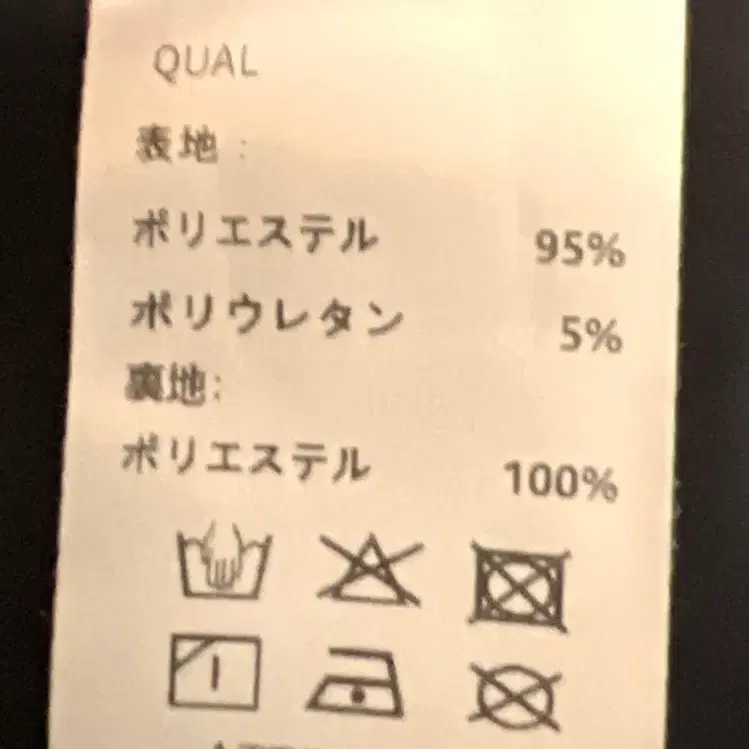 QUAL
表地:
ポリエステル 95%
ポリウレタン 5%
裏地:
ポリエステル 100%